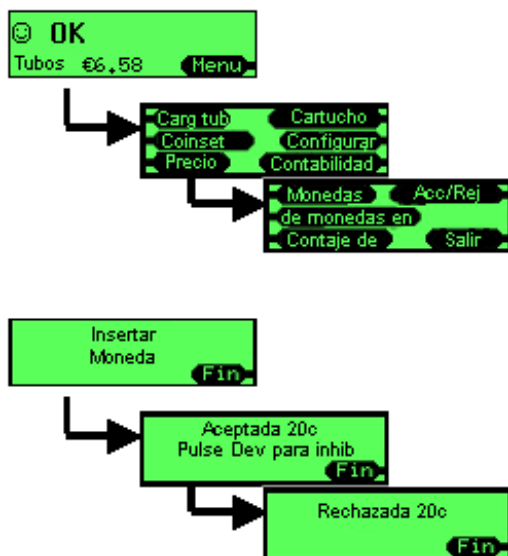 ☺ OK
Tubos €6.58 Menu
Carg tub Cartucho
Coinset Configurar
Precio Contabilidad
Monedas Acc/Rej
de monedas en
Contaje de Salir
Insertar
Moneda
Fin
Aceptada 20c
Pulse Dev para inhib
Fin
Rechazada 20c
Fin